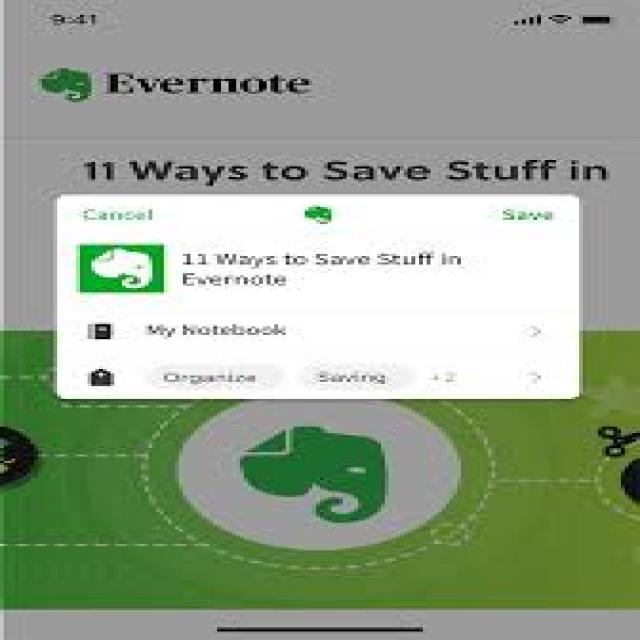 9:41
Evernote
11 Ways to Save Stuff in
Cancel Save
11 Ways to Save Stuff in
Evernote
My Notebook
Organize Saving +2